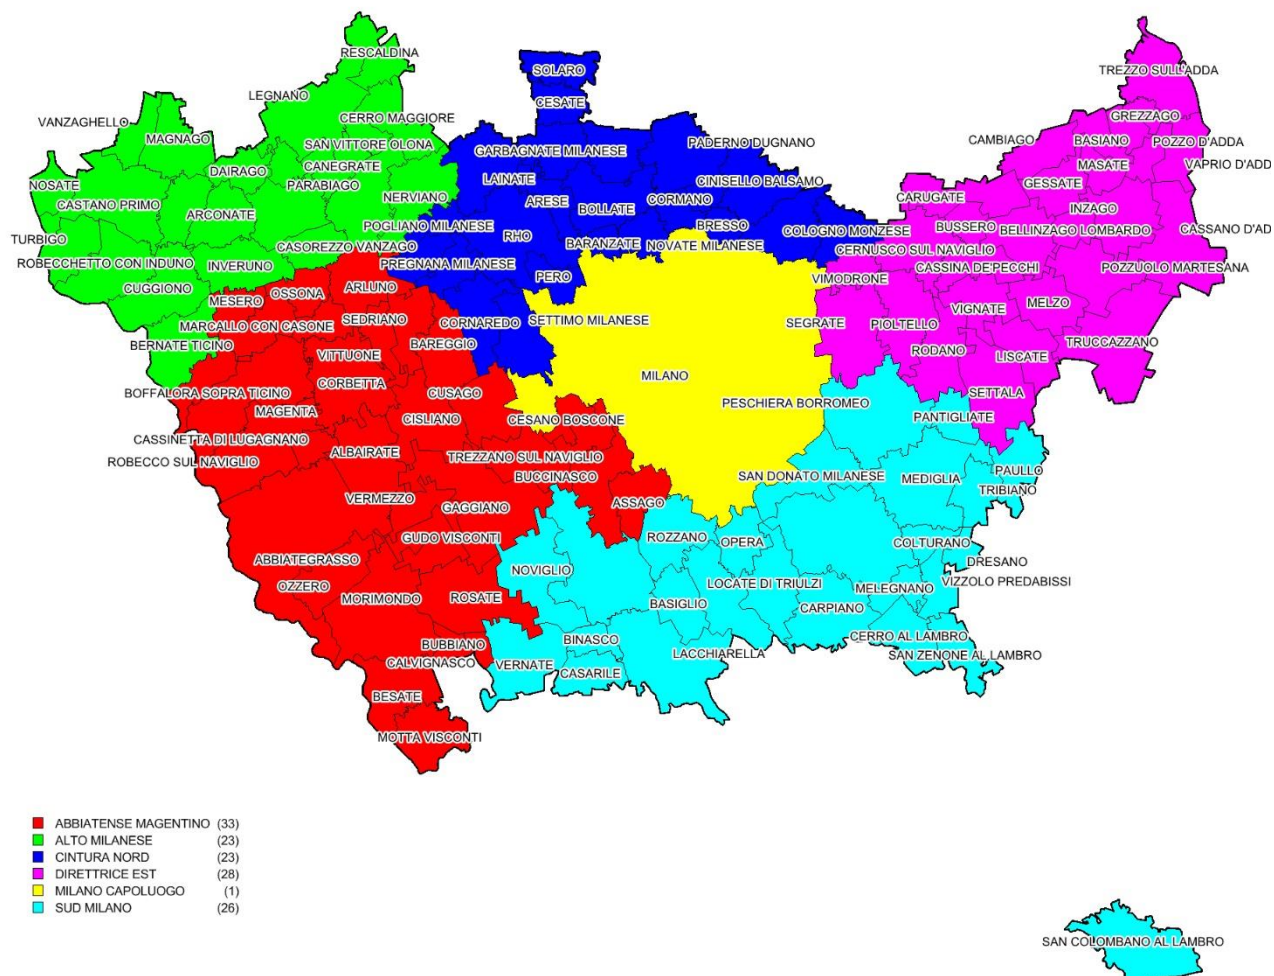 RESCALDINA
SOLARO
TREZZO SULL'ADDA
LEGNANO
CESATE
GREZZAGO
VANZAGHELLO
CERRO MAGGIORE
MAGNAGO
SAN VITTORE OLONA
PADERNO DUGNANO
CAMBIAGO
BASIANO
POZZO D'ADDA
GARBAGNATE MILANESE
DAIRAGO
CANEGRATE
MASATE
VAPRIO D'ADD
NOSATE
PARABIAGO
LAINATE
CINISELLO BALSAMO
GESSATE
CASTANO PRIMO
NERVIANO
ARESE
CORMANO
CARUGATE
ARCONATE
BOLLATE
INZAGO
POGLIANO MILANESE
BRESSO
BUSSERO
BELLINZAGO LOMBARDO
CASSANO D'AD
TURBIGO
RHO
COLOGNO MONZESE
CASOREZZO
VANZAGO
BARANZATE
NOVATE MILANESE
CERNUSCO SUL NAVIGLIO
ROBECCHETTO CON INDUNO
INVERUNO
PREGNANA MILANESE
CASSINA DE'PECCHI
POZZUOLO MARTESANA
PERO
VIMODRONE
CUGGIONO
OSSONA
ARLUNO
MESERO
MELZO
VIGNATE
MARCALLO CON CASONE
SEDRIANO
CORNAREDO
SETTIMO MILANESE
SEGRATE
PIOLTELLO
BERNATE TICINO
BAREGGIO
TRUCCAZZANO
VITTUONE
RODANO
LISCATE
MILANO
CORBETTA
BOFFALORA SOPRA TICINO
CUSAGO
SETTALA
PESCHIERA BORROMEO
MAGENTA
CISLIANO
CESANO BOSCONE
PANTIGLIATE
CASSINETTA DI LUGAGNANO
ALBAIRATE
TREZZANO SUL NAVIGLIO
ROBECCO SUL NAVIGLIO
PAULLO
BUCCINASCO
SAN DONATO MILANESE
MEDIGLIA
TRIBIANO
VERMEZZO
ASSAGO
GAGGIANO
GUDO VISCONTI
ROZZANO
OPERA
COLTURANO
ABBIATEGRASSO
NOVIGLIO
DRESANO
OZZERO
LOCATE DI TRIULZI
MELEGNANO
VIZZOLO PREDABISSI
MORIMONDO
ROSATE
BASIGLIO
CARPIANO
BUBBIANO
BINASCO
CERRO AL LAMBRO
CALVIGNASCO
VERNATE
LACCHIARELLA
SAN ZENONE AL LAMBRO
CASARILE
BESATE
MOTTA VISCONTI
ABBIATENSE MAGENTINO (33)
ALTO MILANESE (23)
CINTURA NORD (23)
DIRETTRICE EST (28)
MILANO CAPOLUOGO (1)
SUD MILANO (26)
SAN COLOMBANO AL LAMBRO